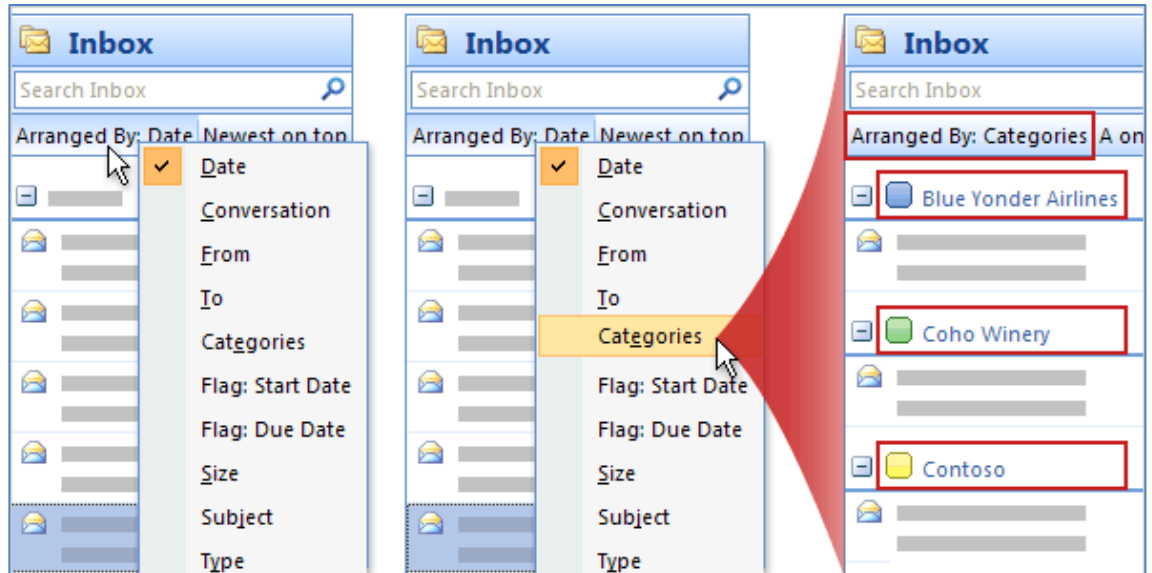 Inbox
Search Inbox
Arranged By: Date Newest on top
Date
Conversation
From
To
Categories
Flag: Start Date
Flag: Due Date
Size
Subject
Type
Inbox
Search Inbox
Arranged By: Date Newest on top
Date
Conversation
From
To
Categories
Flag: Start Date
Flag: Due Date
Size
Subject
Type
Inbox
Search Inbox
Arranged By: Categories A on
Blue Yonder Airlines
Coho Winery
Contoso